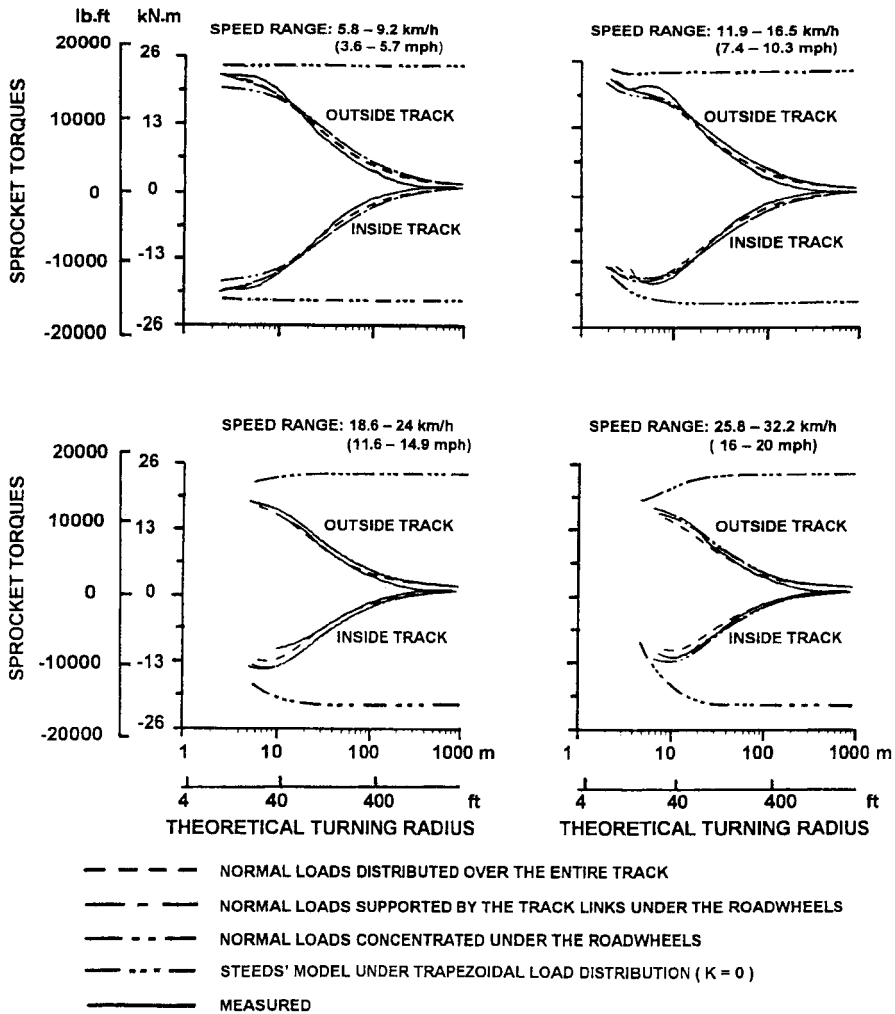 lb.ft kN.m
SPEED RANGE: 5.8 – 9.2 km/h
(3.6 – 5.7 mph)
SPEED RANGE: 11.9 – 16.5 km/h
(7.4 – 10.3 mph)
20000
26
10000
13
0
0
-10000
-13
-20000
-26
SPROCKET TORQUES
OUTSIDE TRACK
INSIDE TRACK
OUTSIDE TRACK
INSIDE TRACK
SPEED RANGE: 18.6 – 24 km/h
(11.6 – 14.9 mph)
SPEED RANGE: 25.8 – 32.2 km/h
( 16 – 20 mph)
20000
26
10000
13
0
0
-10000
-13
-20000
-26
SPROCKET TORQUES
OUTSIDE TRACK
INSIDE TRACK
OUTSIDE TRACK
INSIDE TRACK
1 10 100 1000 m
1 10 100 1000 m
4 40 400 ft
4 40 400 ft
THEORETICAL TURNING RADIUS
THEORETICAL TURNING RADIUS
NORMAL LOADS DISTRIBUTED OVER THE ENTIRE TRACK
NORMAL LOADS SUPPORTED BY THE TRACK LINKS UNDER THE ROADWHEELS
NORMAL LOADS CONCENTRATED UNDER THE ROADWHEELS
STEEDS' MODEL UNDER TRAPEZOIDAL LOAD DISTRIBUTION ( K = 0 )
MEASURED